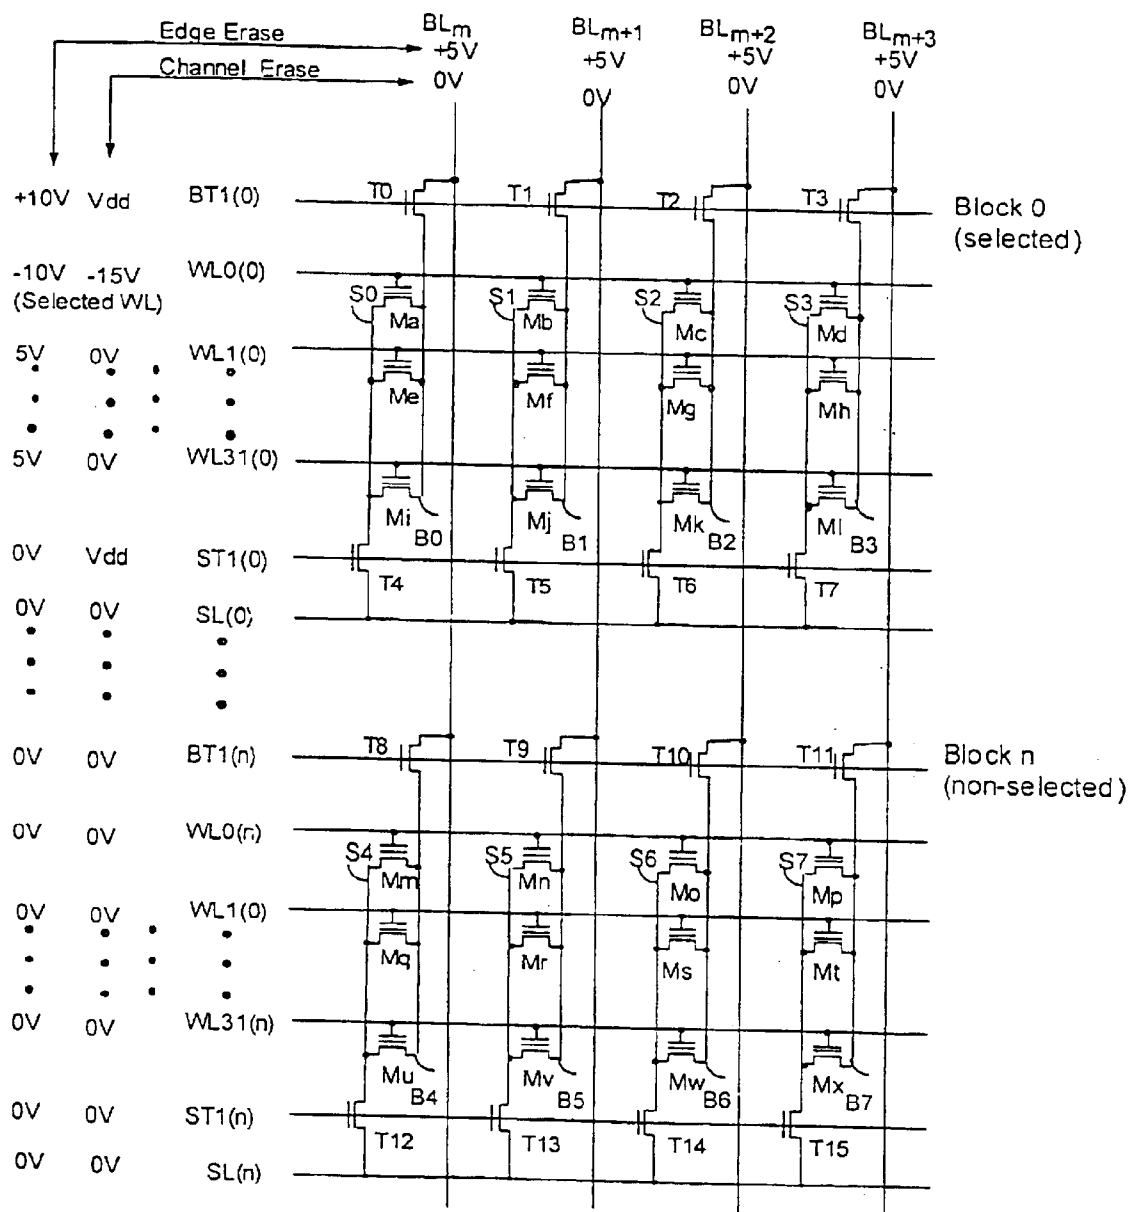 Edge Erase
Channel Erase
BLm BLm+1 BLm+2 BLm+3
+5V +5V +5V +5V
0V 0V 0V 0V
+10V Vdd BT1(0) T0 T1 T2 T3 Block 0
(selected)
-10V -15V WL0(0)
(Selected WL) S0 S1 S2 S3
Ma Mb Mc Md
5V 0V WL1(0)
Me Mf Mg Mh
5V 0V WL31(0)
Mi Mj Mk Ml
B0 B1 B2 B3
0V Vdd ST1(0)
T4 T5 T6 T7
0V 0V SL(0)
0V 0V BT1(n) T8 T9 T10 T11 Block n
(non-selected)
0V 0V WL0(n)
S4 S5 S6 S7
Mm Mn Mo Mp
0V 0V WL1(0)
Mq Mr Ms Mt
0V 0V WL31(n)
Mu Mv Mw Mx
B4 B5 B6 B7
0V 0V ST1(n)
T12 T13 T14 T15
0V 0V SL(n)